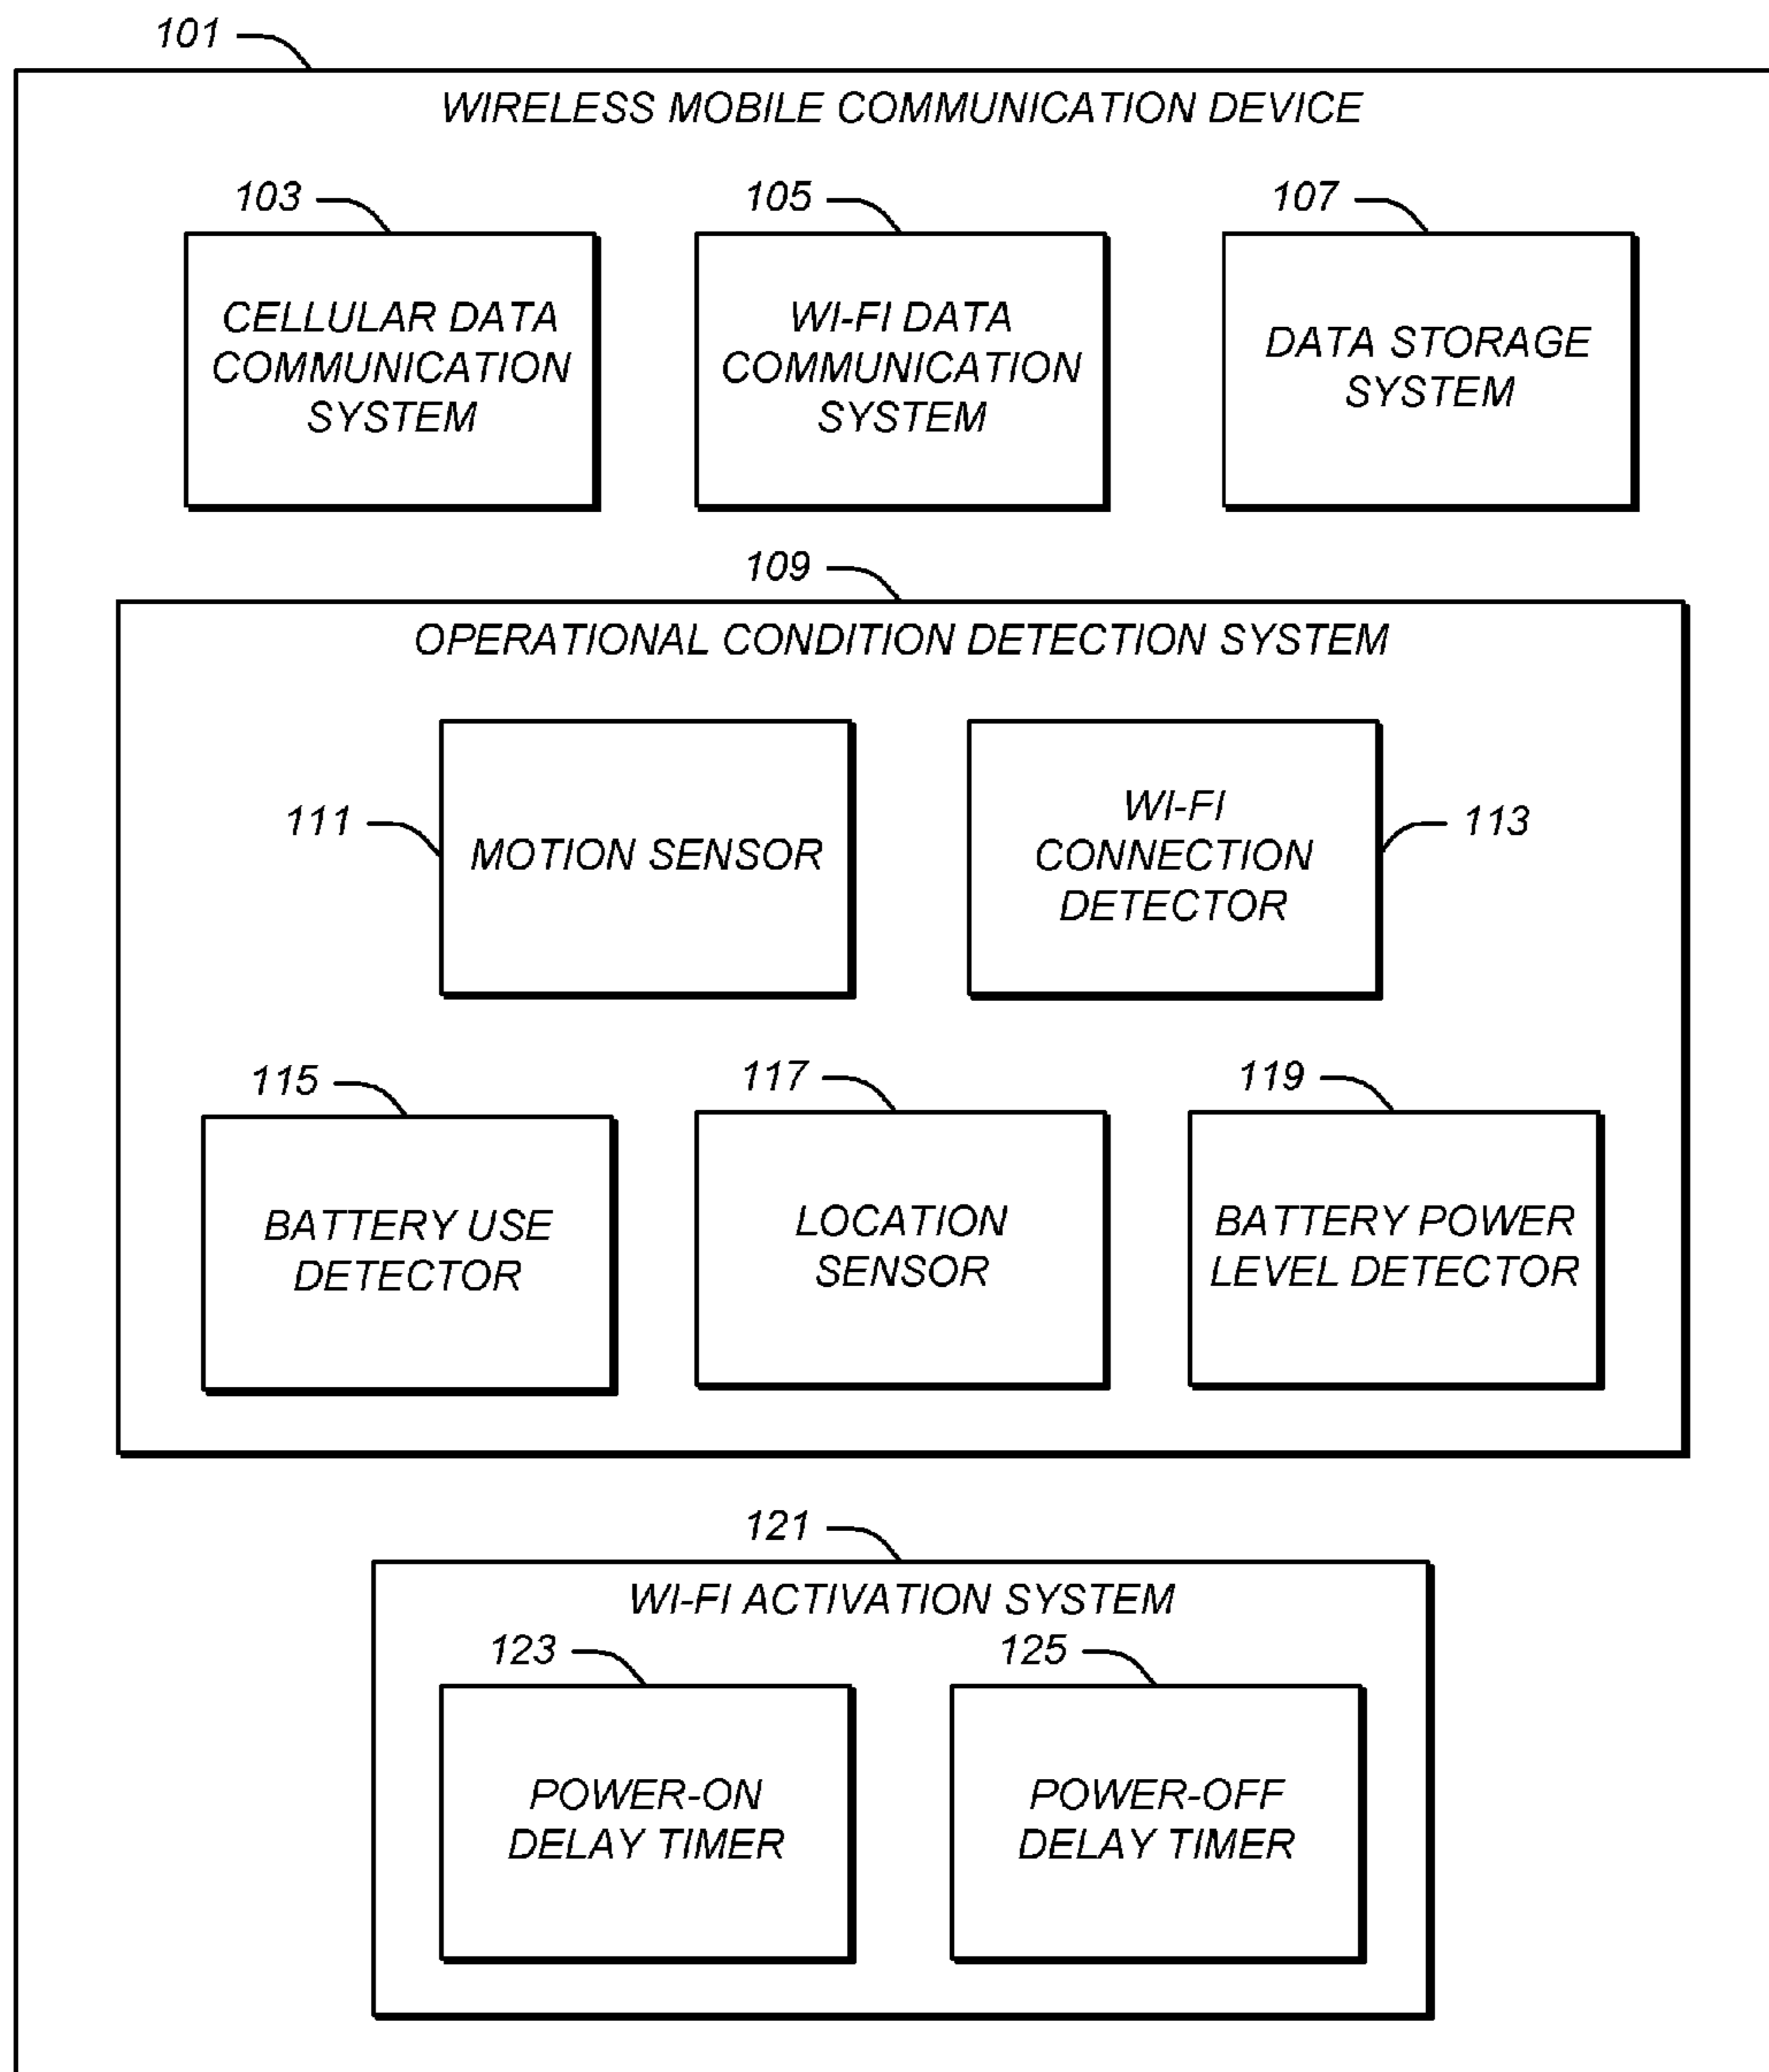 101
WIRELESS MOBILE COMMUNICATION DEVICE
103
105
107
CELLULAR DATA
COMMUNICATION
SYSTEM
WI-FI DATA
COMMUNICATION
SYSTEM
DATA STORAGE
SYSTEM
109
OPERATIONAL CONDITION DETECTION SYSTEM
111
MOTION SENSOR
WI-FI
CONNECTION
DETECTOR
113
115
117
119
BATTERY USE
DETECTOR
LOCATION
SENSOR
BATTERY POWER
LEVEL DETECTOR
121
WI-FI ACTIVATION SYSTEM
123
125
POWER-ON
DELAY TIMER
POWER-OFF
DELAY TIMER